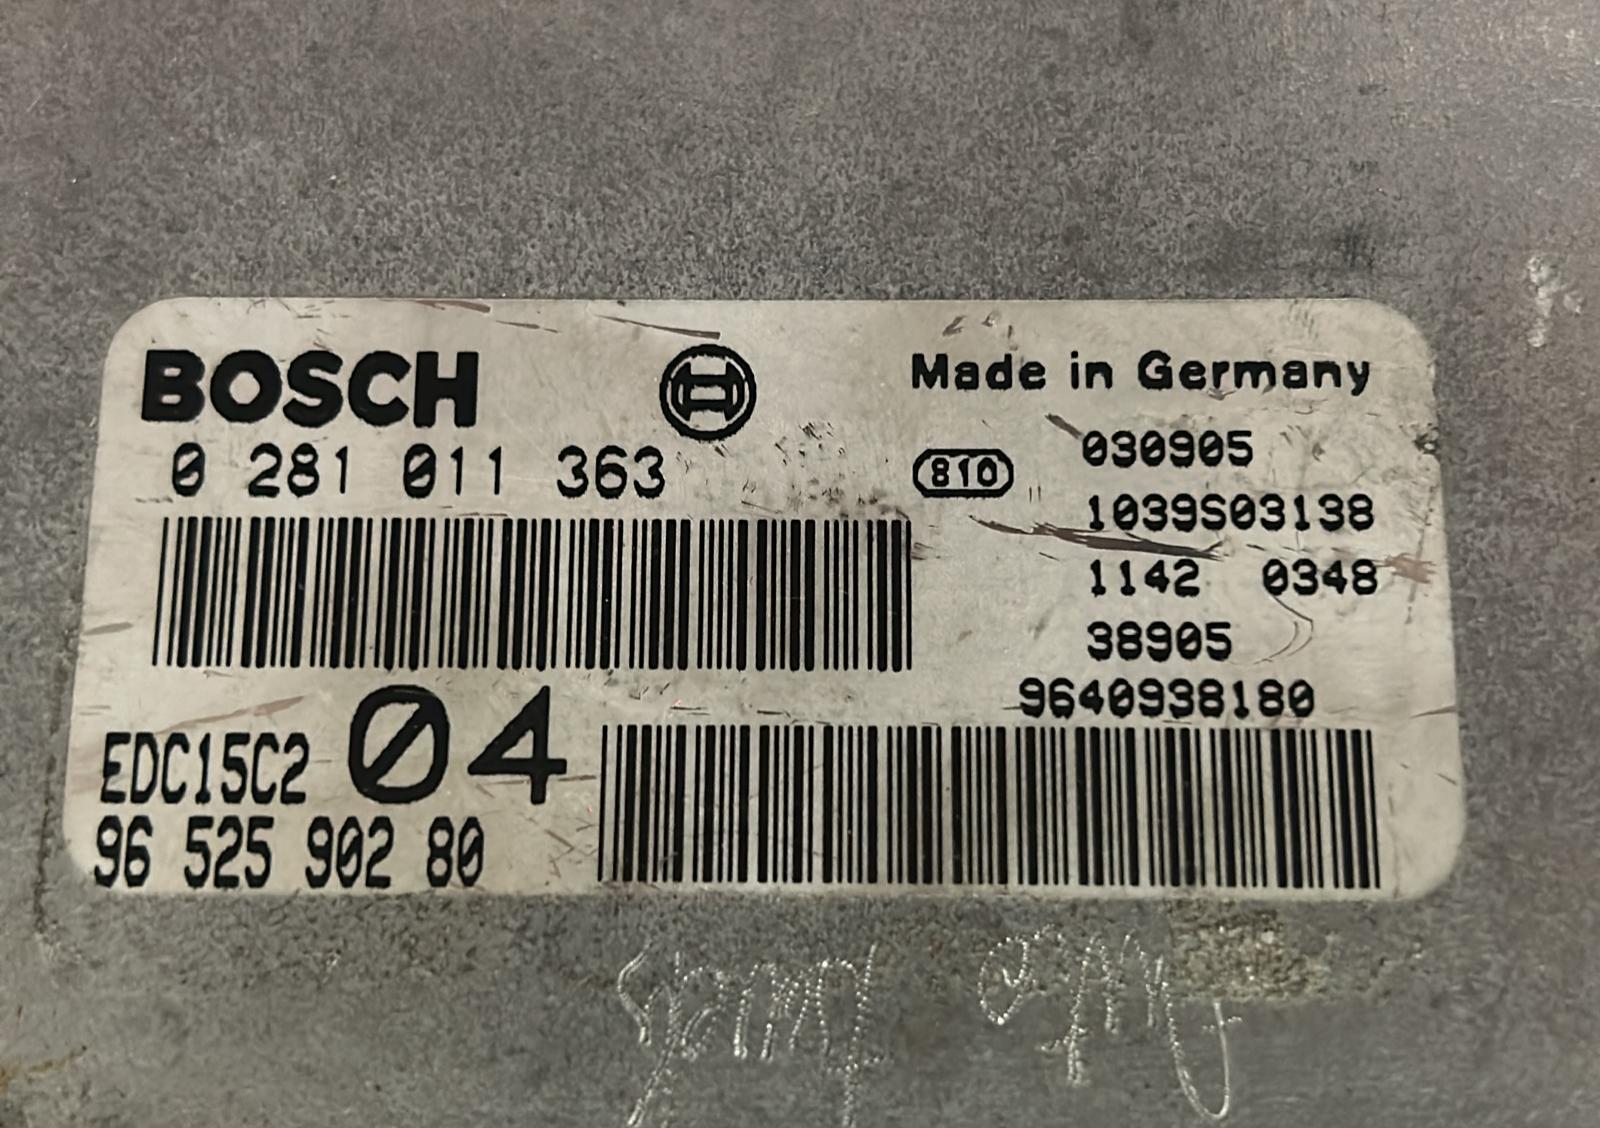 BOSCH
Made in Germany
0 281 011 363
810
030905
1039S03138
1142 0348
38905
9640938180
EDC15C2 04
96 525 902 80